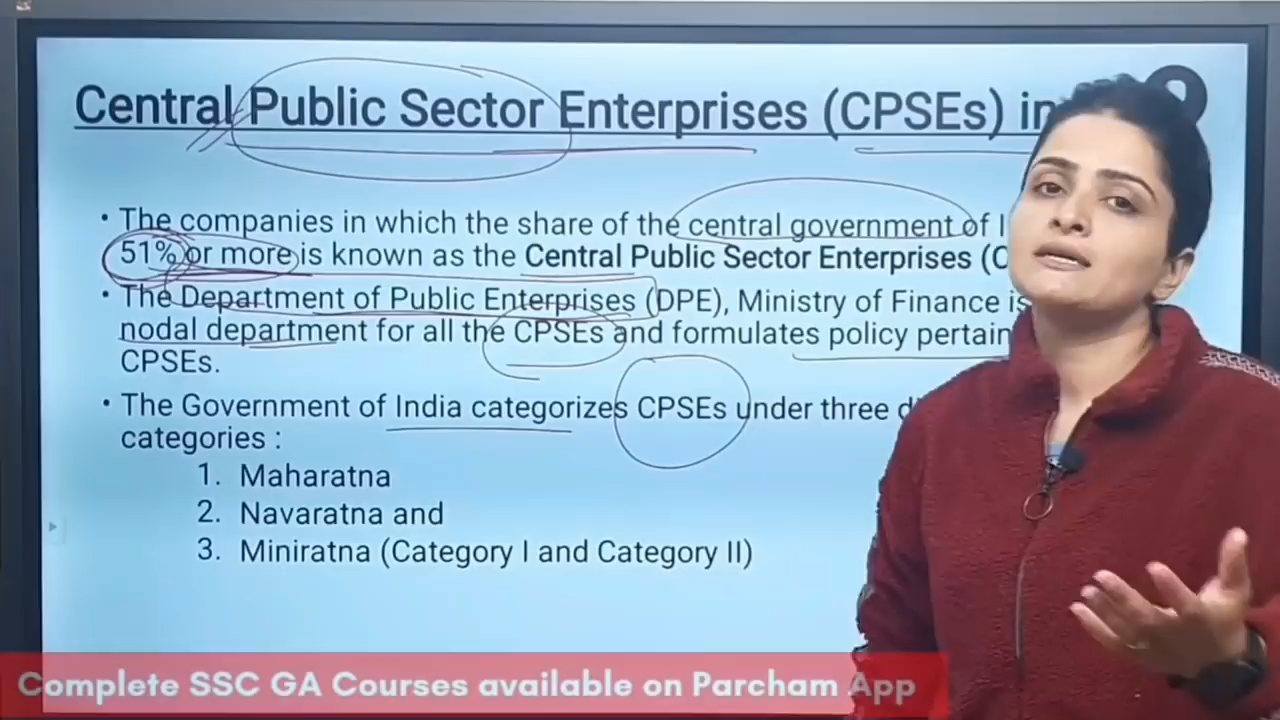 Central Public Sector Enterprises (CPSEs) in
• The companies in which the share of the central government of
51% or more is known as the Central Public Sector Enterprises (C
• The Department of Public Enterprises (DPE), Ministry of Finance is
nodal department for all the CPSEs and formulates policy pertain
CPSEs.
• The Government of India categorizes CPSEs under three
categories :
1. Maharatna
2. Navaratna and
3. Miniratna (Category I and Category II)
Complete SSC GA Courses available on Parcham App